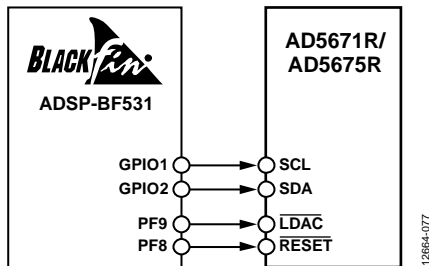 BLACKfin
ADSP-BF531
AD5671R/
AD5675R
GPIO1
SCL
GPIO2
SDA
PF9
LDAC
PF8
RESET
12664-077